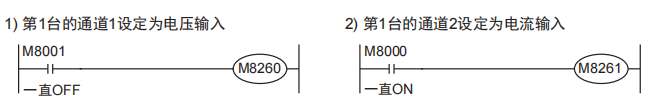 1) 第1台的通道1设定为电压输入
M8001
M8260
一直OFF
2) 第1台的通道2设定为电流输入
M8000
M8261
一直ON